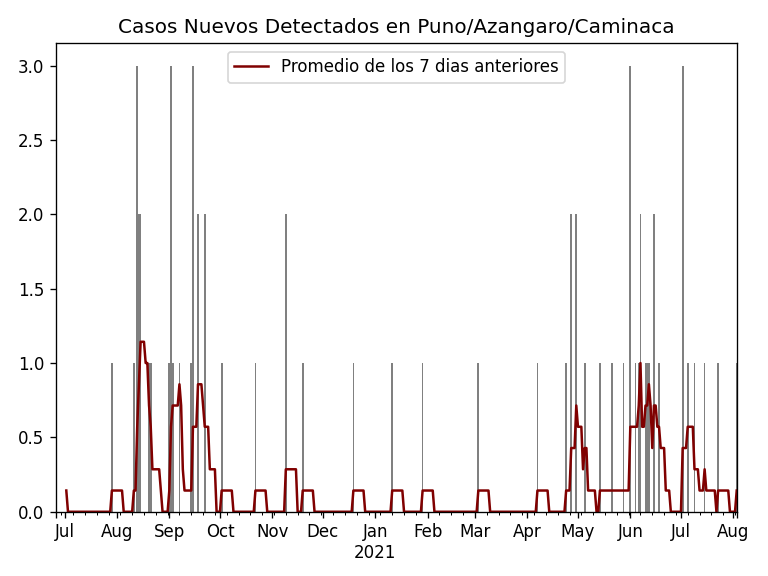 Casos Nuevos Detectados en Puno/Azangaro/Caminaca
Promedio de los 7 dias anteriores
3.0
2.5
2.0
1.5
1.0
0.5
0.0
Jul Aug Sep Oct Nov Dec Jan Feb Mar Apr May Jun Jul Aug
2021